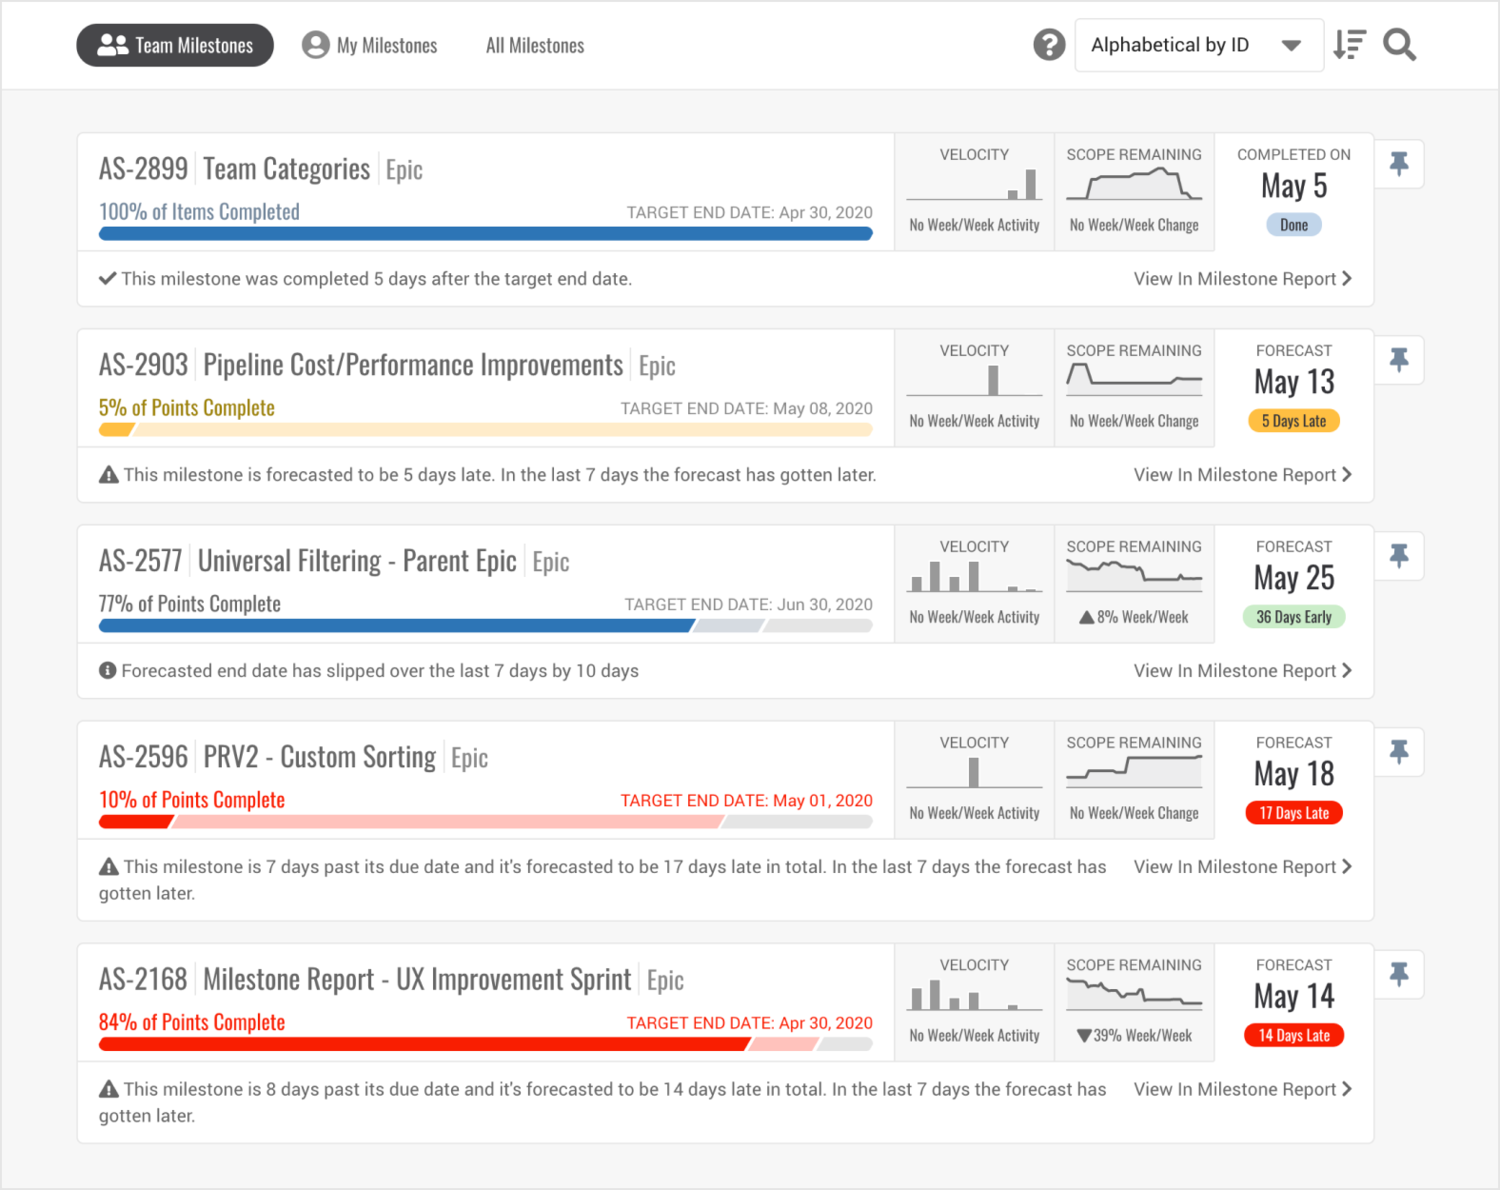 Team Milestones
My Milestones
All Milestones
Alphabetical by ID
AS-2899 Team Categories Epic
100% of Items Completed
TARGET END DATE: Apr 30, 2020
VELOCITY
No Week/Week Activity
SCOPE REMAINING
No Week/Week Change
COMPLETED ON
May 5
Done
This milestone was completed 5 days after the target end date.
View In Milestone Report
AS-2903 Pipeline Cost/Performance Improvements Epic
5% of Points Complete
TARGET END DATE: May 08, 2020
VELOCITY
No Week/Week Activity
SCOPE REMAINING
No Week/Week Change
FORECAST
May 13
5 Days Late
This milestone is forecasted to be 5 days late. In the last 7 days the forecast has gotten later.
View In Milestone Report
AS-2577 Universal Filtering - Parent Epic Epic
77% of Points Complete
TARGET END DATE: Jun 30, 2020
VELOCITY
No Week/Week Activity
SCOPE REMAINING
▲8% Week/Week
FORECAST
May 25
36 Days Early
Forecasted end date has slipped over the last 7 days by 10 days
View In Milestone Report
AS-2596 PRV2 - Custom Sorting Epic
10% of Points Complete
TARGET END DATE: May 01, 2020
VELOCITY
No Week/Week Activity
SCOPE REMAINING
No Week/Week Change
FORECAST
May 18
17 Days Late
This milestone is 7 days past its due date and it's forecasted to be 17 days late in total. In the last 7 days the forecast has
gotten later.
View In Milestone Report
AS-2168 Milestone Report - UX Improvement Sprint Epic
84% of Points Complete
TARGET END DATE: Apr 30, 2020
VELOCITY
No Week/Week Activity
SCOPE REMAINING
▼39% Week/Week
FORECAST
May 14
14 Days Late
This milestone is 8 days past its due date and it's forecasted to be 14 days late in total. In the last 7 days the forecast has
gotten later.
View In Milestone Report